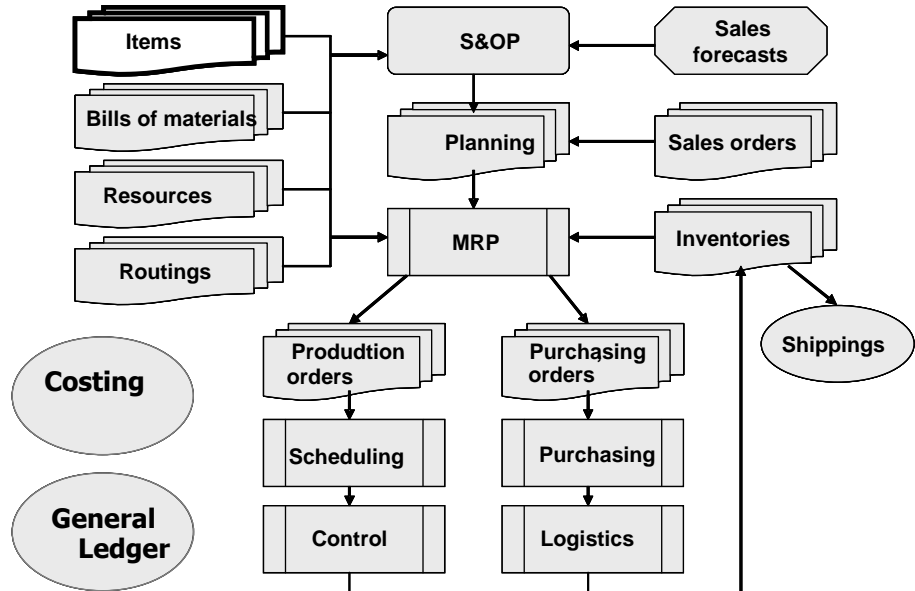 Items
S&OP
Sales
forecasts
Bills of materials
Planning
Sales orders
Resources
MRP
Inventories
Routings
Shippings
Produdtion
orders
Purchasing
orders
Costing
Scheduling
Purchasing
General
Ledger
Control
Logistics